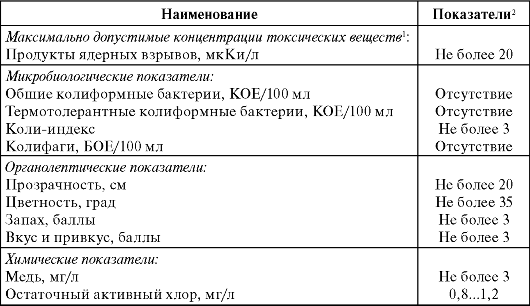 Наименование Показатели²
Максимально допустимые концентрации токсических веществ¹:
Продукты ядерных взрывов, мкКи/л Не более 20
Микробиологические показатели:
Общие колиформные бактерии, КОЕ/100 мл Отсутствие
Термотолерантные колиформные бактерии, КОЕ/100 мл Отсутствие
Коли-индекс Не более 3
Колифаги, БОЕ/100 мл Отсутствие
Органолептические показатели:
Прозрачность, см Не более 20
Цветность, град Не более 35
Запах, баллы Не более 3
Вкус и привкус, баллы Не более 3
Химические показатели:
Медь, мг/л Не более 3
Остаточный активный хлор, мг/л 0,8...1,2